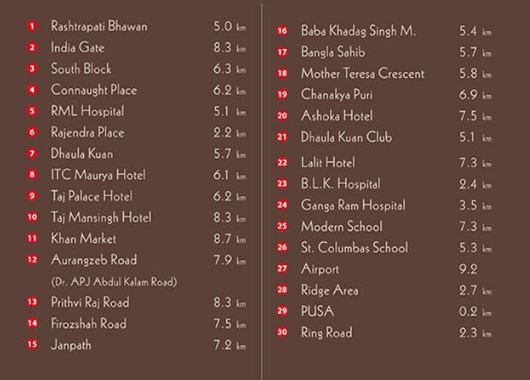 1 Rashtrapati Bhawan 5.0 km
2 India Gate 8.3 km
3 South Block 6.3 km
4 Connaught Place 6.2 km
5 RML Hospital 5.1 km
6 Rajendra Place 2.2 km
7 Dhaula Kuan 5.7 km
8 ITC Maurya Hotel 6.1 km
9 Taj Palace Hotel 6.2 km
10 Taj Mansingh Hotel 8.3 km
11 Khan Market 8.7 km
12 Aurangzeb Road 7.9 km
(Dr. APJ Abdul Kalam Road)
13 Prithvi Raj Road 8.3 km
14 Firozshah Road 7.5 km
15 Janpath 7.2 km
16 Baba Khadag Singh M. 5.4 km
17 Bangla Sahib 5.7 km
18 Mother Teresa Crescent 5.8 km
19 Chanakya Puri 6.9 km
20 Ashoka Hotel 7.5 km
21 Dhaula Kuan Club 5.1 km
22 Lalit Hotel 7.3 km
23 B.L.K. Hospital 2.4 km
24 Ganga Ram Hospital 3.5 km
25 Modern School 7.3 km
26 St. Columbas School 5.3 km
27 Airport 9.2
28 Ridge Area 2.7 km
29 PUSA 0.2 km
30 Ring Road 2.3 km